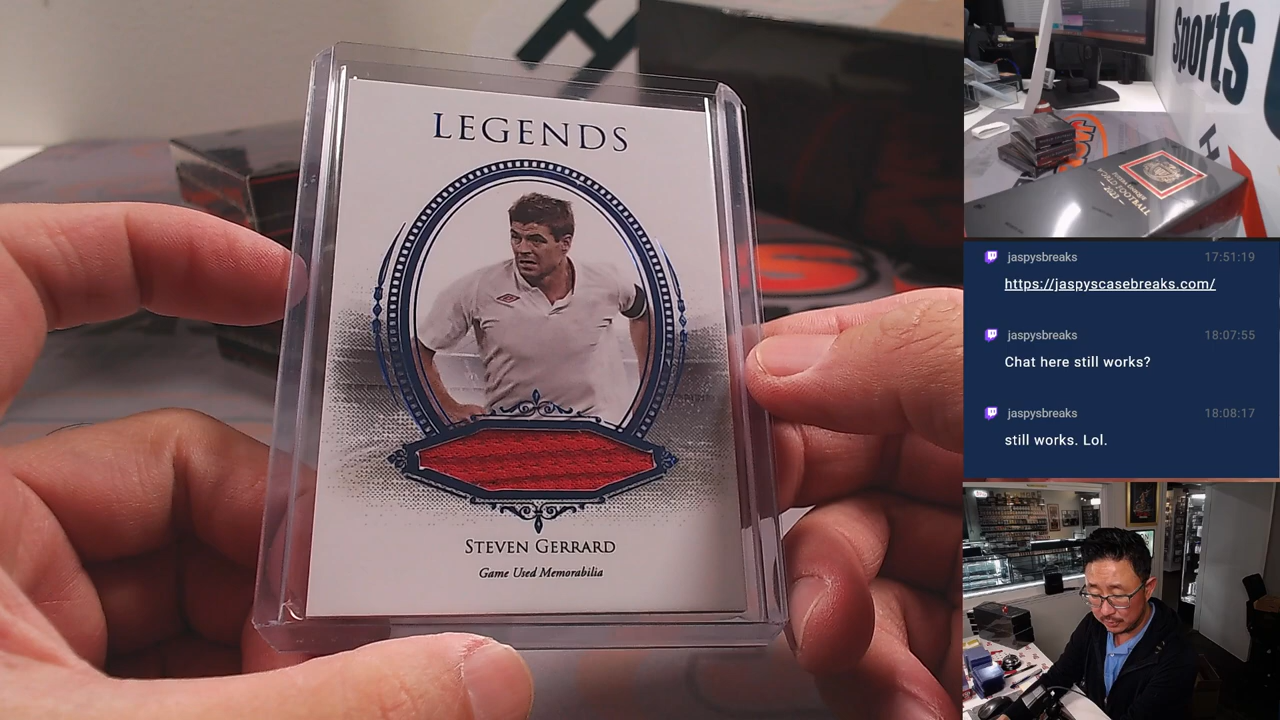 LEGENDS
STEVEN GERRARD
Game Used Memorabilia
Sports
H
jaspysbreaks 17:51:19
https://jaspyscasebreaks.com/
jaspysbreaks 18:07:55
Chat here still works?
jaspysbreaks 18:08:17
still works. Lol.